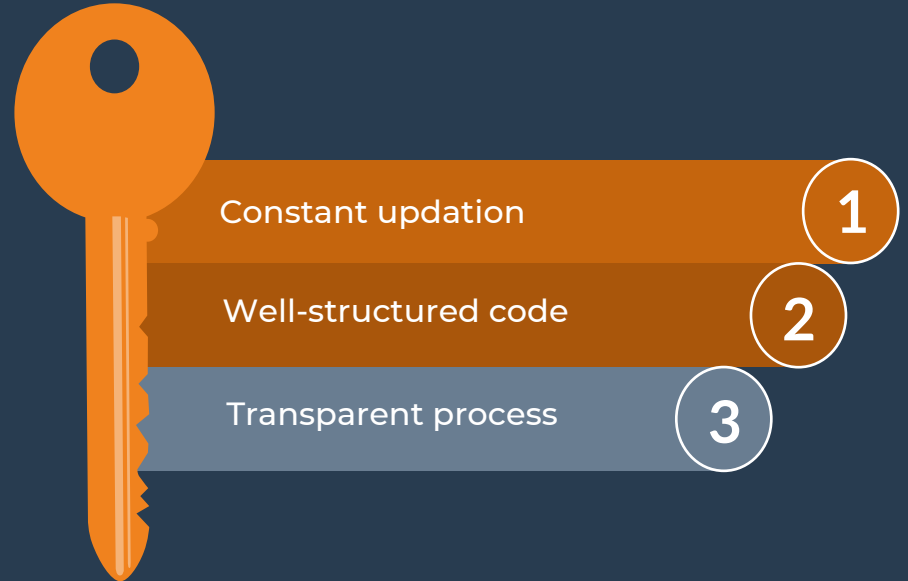 Constant updation
1
Well-structured code
2
Transparent process
3